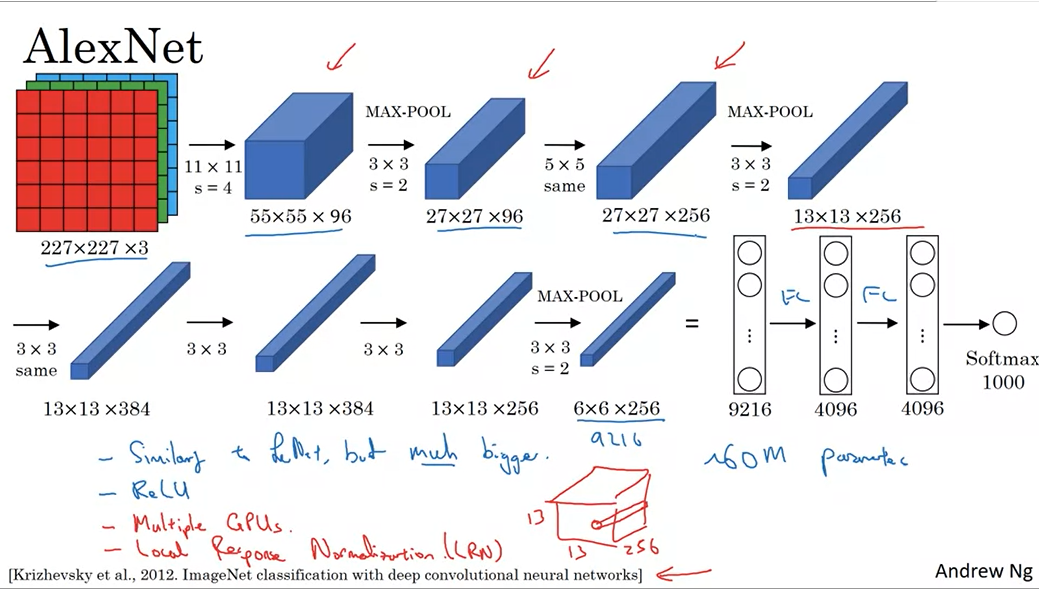 AlexNet
MAX-POOL
MAX-POOL
11 × 11
s = 4
3 × 3
s = 2
5 × 5
same
3 × 3
s = 2
227×227 ×3
55×55 × 96
27×27 ×96
27×27 ×256
13×13 ×256
MAX-POOL
FC
FC
3 × 3
same
3 × 3
3 × 3
3 × 3
s = 2
=
Softmax
1000
13×13 ×384
13×13 ×384
13×13 ×256
6×6 ×256
9216
4096
4096
9216
- Similar to LeNet, but much bigger.
~60M
- ReLU
- Multiple GPUs.
- Local Response Normalization (LRN)
13
13
256
[Krizhevsky et al., 2012. ImageNet classification with deep convolutional neural networks]
Andrew Ng